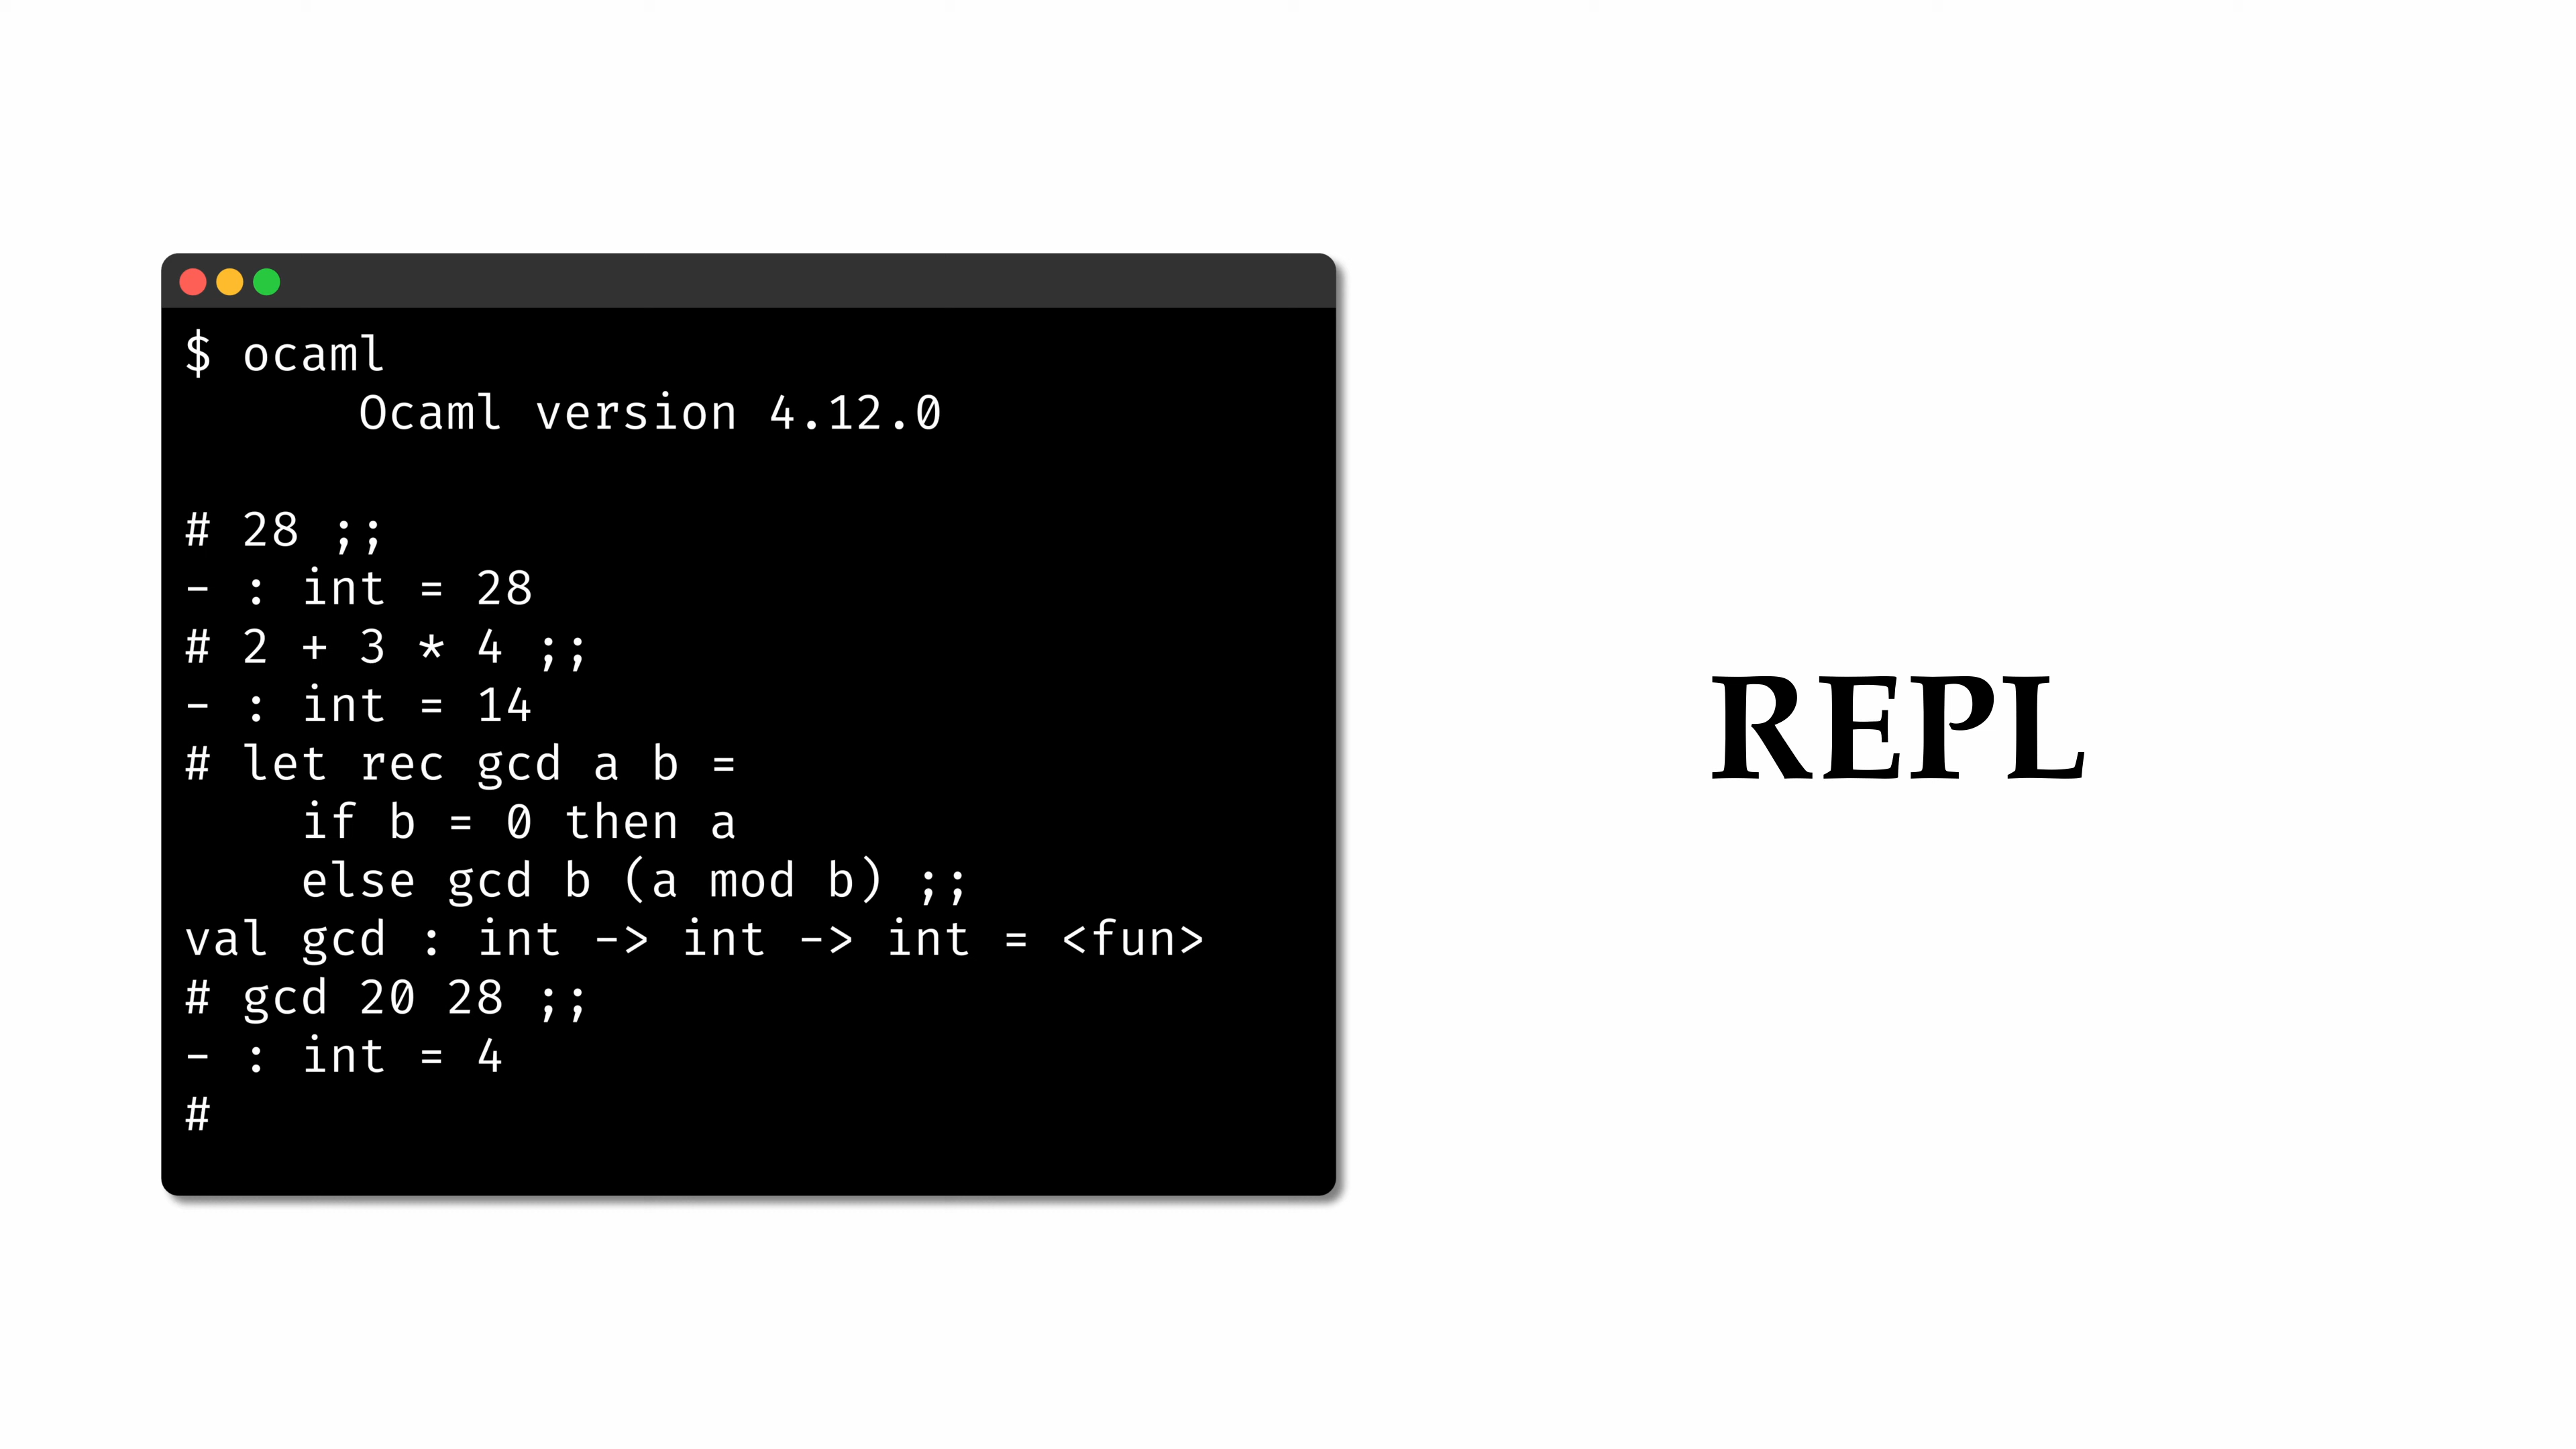 $ ocaml
Ocaml version 4.12.0
# 28 ;;
- : int = 28
# 2 + 3 * 4 ;;
- : int = 14
# let rec gcd a b =
if b = 0 then a
else gcd b (a mod b) ;;
val gcd : int -> int -> int = <fun>
# gcd 20 28 ;;
- : int = 4
#
REPL